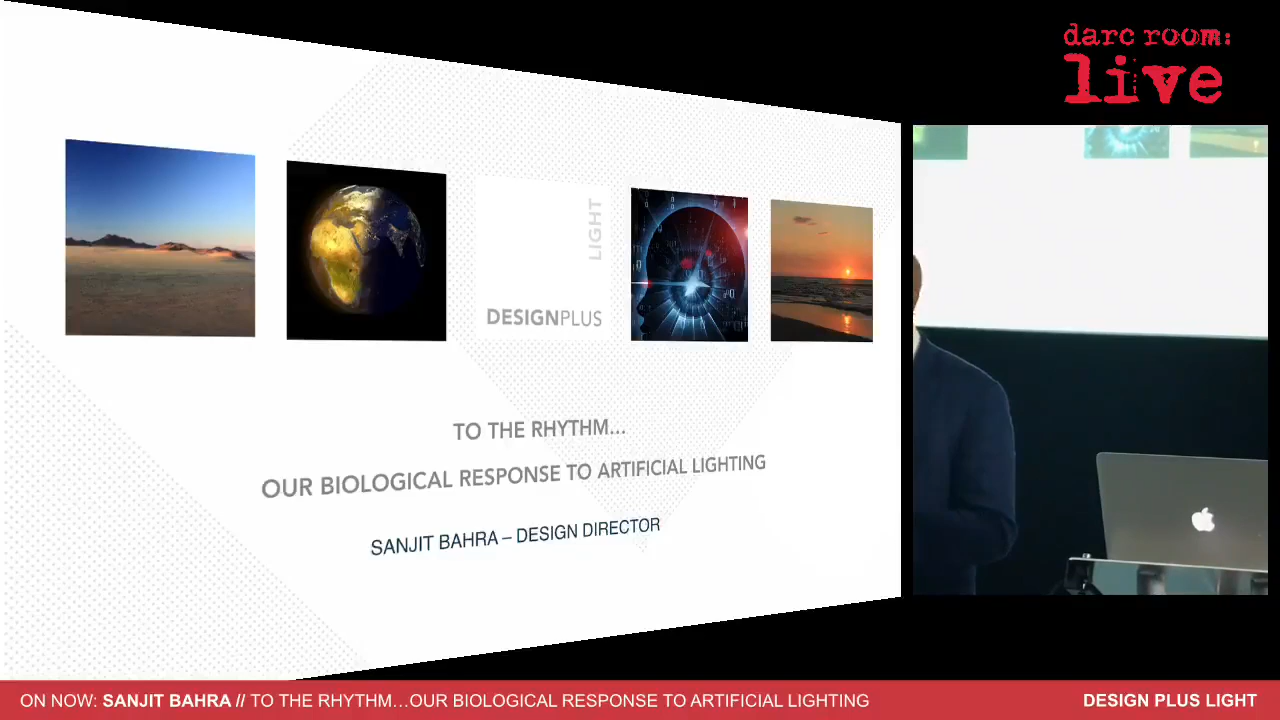 darc room:
live
LIGHT
DESIGNPLUS
TO THE RHYTHM...
OUR BIOLOGICAL RESPONSE TO ARTIFICIAL LIGHTING
SANJIT BAHRA – DESIGN DIRECTOR
ON NOW: SANJIT BAHRA // TO THE RHYTHM...OUR BIOLOGICAL RESPONSE TO ARTIFICIAL LIGHTING
DESIGN PLUS LIGHT